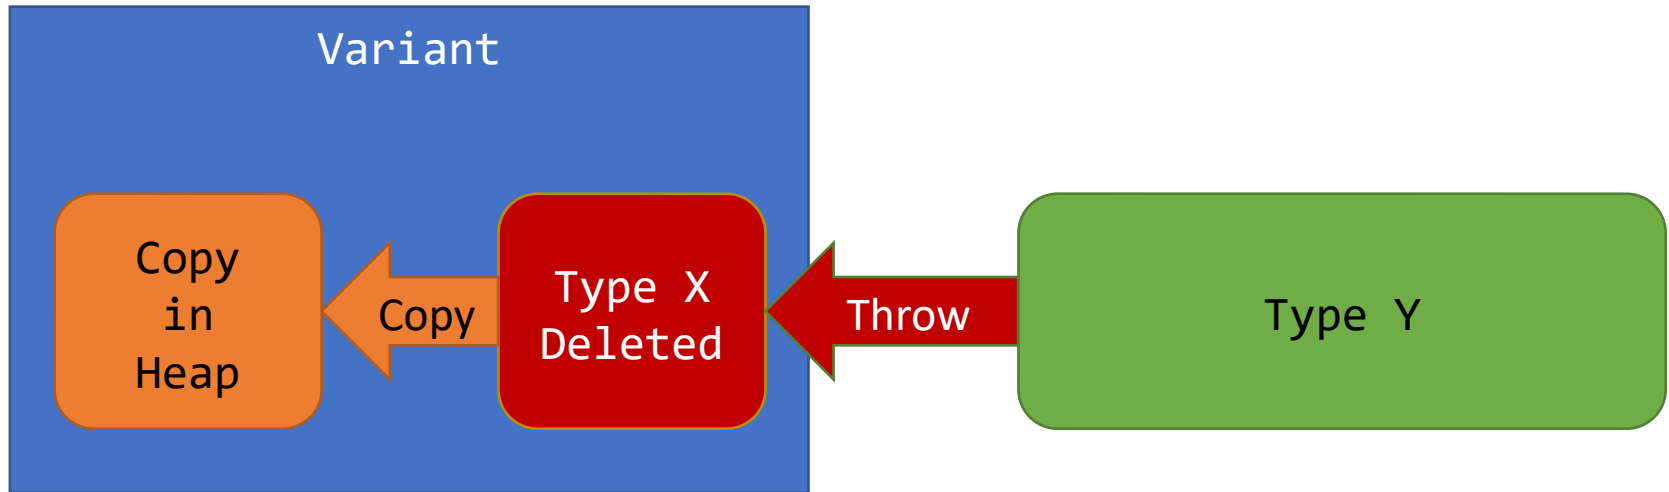 Variant
Copy
in
Heap
Copy
Type X
Deleted
Throw
Type Y